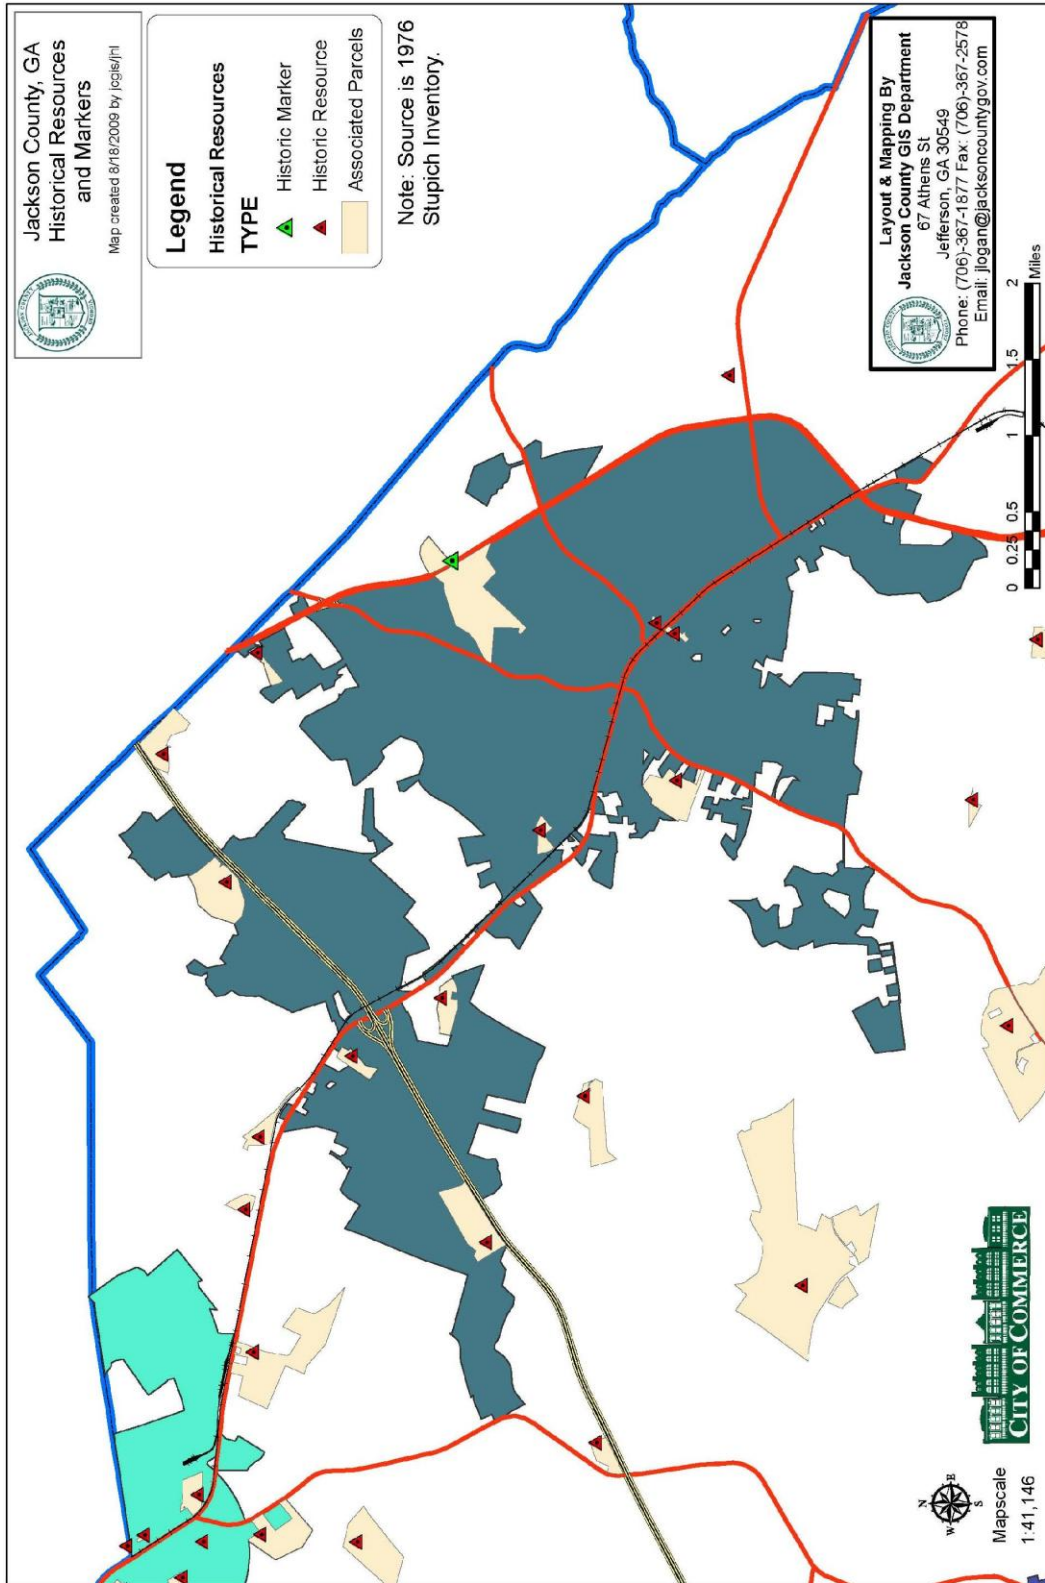 Jackson County, GA
Historical Resources
and Markers
Map created 8/18/2009 by jcgis/jhl
Legend
Historical Resources
TYPE
Historic Marker
Historic Resource
Associated Parcels
Note: Source is 1976
Stupich Inventory.
N
W
E
S
Mapscale
1:41,146
CITY OF COMMERCE
Layout & Mapping By
Jackson County GIS Department
67 Athens St
Jefferson, GA 30549
Phone: (706)-367-1877 Fax: (706)-367-2578
Email: jlogan@jacksoncountygov.com
0 0.25 0.5 1 1.5 2
Miles